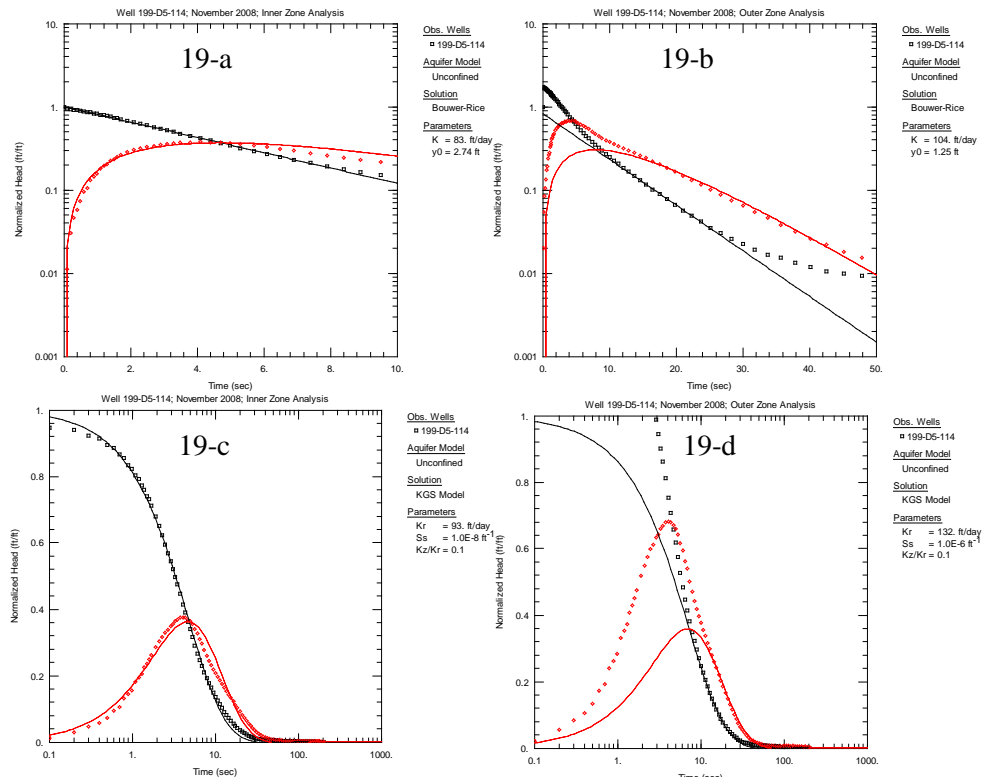 Well 199-D5-114; November 2008; Inner Zone Analysis
19-a
10.
1.
0.1
0.01
0.001
Normalized Head (ft/ft)
0. 2. 4. 6. 8. 10.
Time (sec)
Obs. Wells
199-D5-114
Aquifer Model
Unconfined
Solution
Bouwer-Rice
Parameters
K = 83. ft/day
y0 = 2.74 ft
Well 199-D5-114; November 2008; Outer Zone Analysis
19-b
10.
1.
0.1
0.01
0.001
Normalized Head (ft/ft)
0. 10. 20. 30. 40. 50.
Time (sec)
Obs. Wells
199-D5-114
Aquifer Model
Unconfined
Solution
Bouwer-Rice
Parameters
K = 104. ft/day
y0 = 1.25 ft
Well 199-D5-114; November 2008; Inner Zone Analysis
19-c
1.
0.8
0.6
0.4
0.2
0.
Normalized Head (ft/ft)
0.1 1. 10. 100. 1000.
Time (sec)
Obs. Wells
199-D5-114
Aquifer Model
Unconfined
Solution
KGS Model
Parameters
Kr = 93. ft/day
Ss = 1.0E-8 ft-1
Kz/Kr = 0.1
Well 199-D5-114; November 2008; Outer Zone Analysis
19-d
1.
0.8
0.6
0.4
0.2
0.
Normalized Head (ft/ft)
0.1 1. 10. 100. 1000.
Time (sec)
Obs. Wells
199-D5-114
Aquifer Model
Unconfined
Solution
KGS Model
Parameters
Kr = 132. ft/day
Ss = 1.0E-6 ft-1
Kz/Kr = 0.1